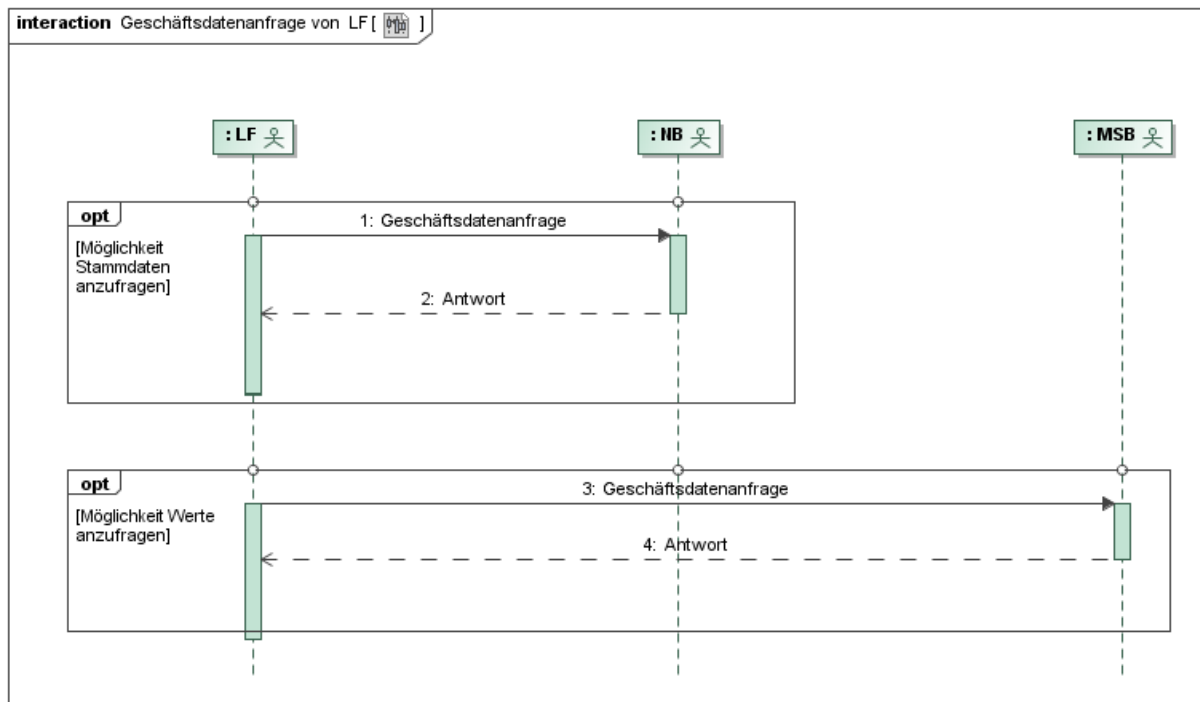 interaction Geschäftsdatenanfrage von LF[ ]
: LF
: NB
: MSB
opt
1: Geschäftsdatenanfrage
[Möglichkeit
Stammdaten
anzufragen]
2: Antwort
opt
3: Geschäftsdatenanfrage
[Möglichkeit Werte
anzufragen]
4: Antwort